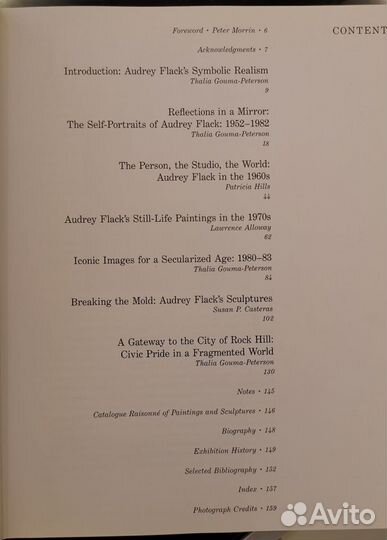 CONTENT
Foreword • Peter Morrin • 6
Acknowledgments • 7
Introduction: Audrey Flack's Symbolic Realism
Thalia Gouma-Peterson
9
Reflections in a Mirror:
The Self-Portraits of Audrey Flack: 1952–1982
Thalia Gouma-Peterson
18
The Person, the Studio, the World:
Audrey Flack in the 1960s
Patricia Hills
44
Audrey Flack's Still-Life Paintings in the 1970s
Lawrence Alloway
62
Iconic Images for a Secularized Age: 1980–83
Thalia Gouma-Peterson
84
Breaking the Mold: Audrey Flack's Sculptures
Susan P. Casteras
102
A Gateway to the City of Rock Hill:
Civic Pride in a Fragmented World
Thalia Gouma-Peterson
130
Notes • 145
Catalogue Raisonné of Paintings and Sculptures • 146
Biography • 148
Exhibition History • 149
Selected Bibliography • 152
Index • 157
Photograph Credits • 159
Avito